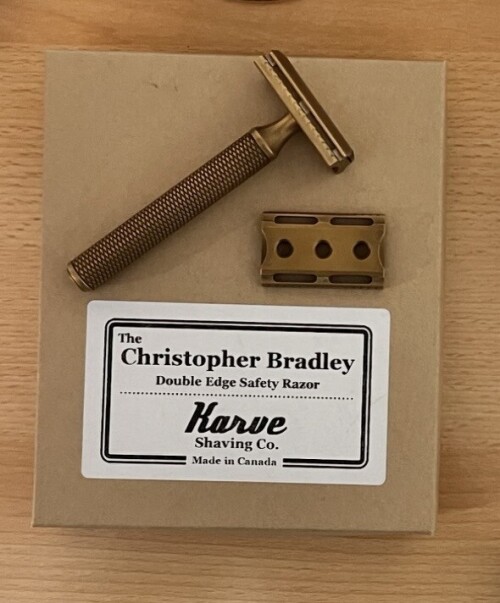 The
Christopher Bradley
Double Edge Safety Razor
Karve
Shaving Co.
Made in Canada